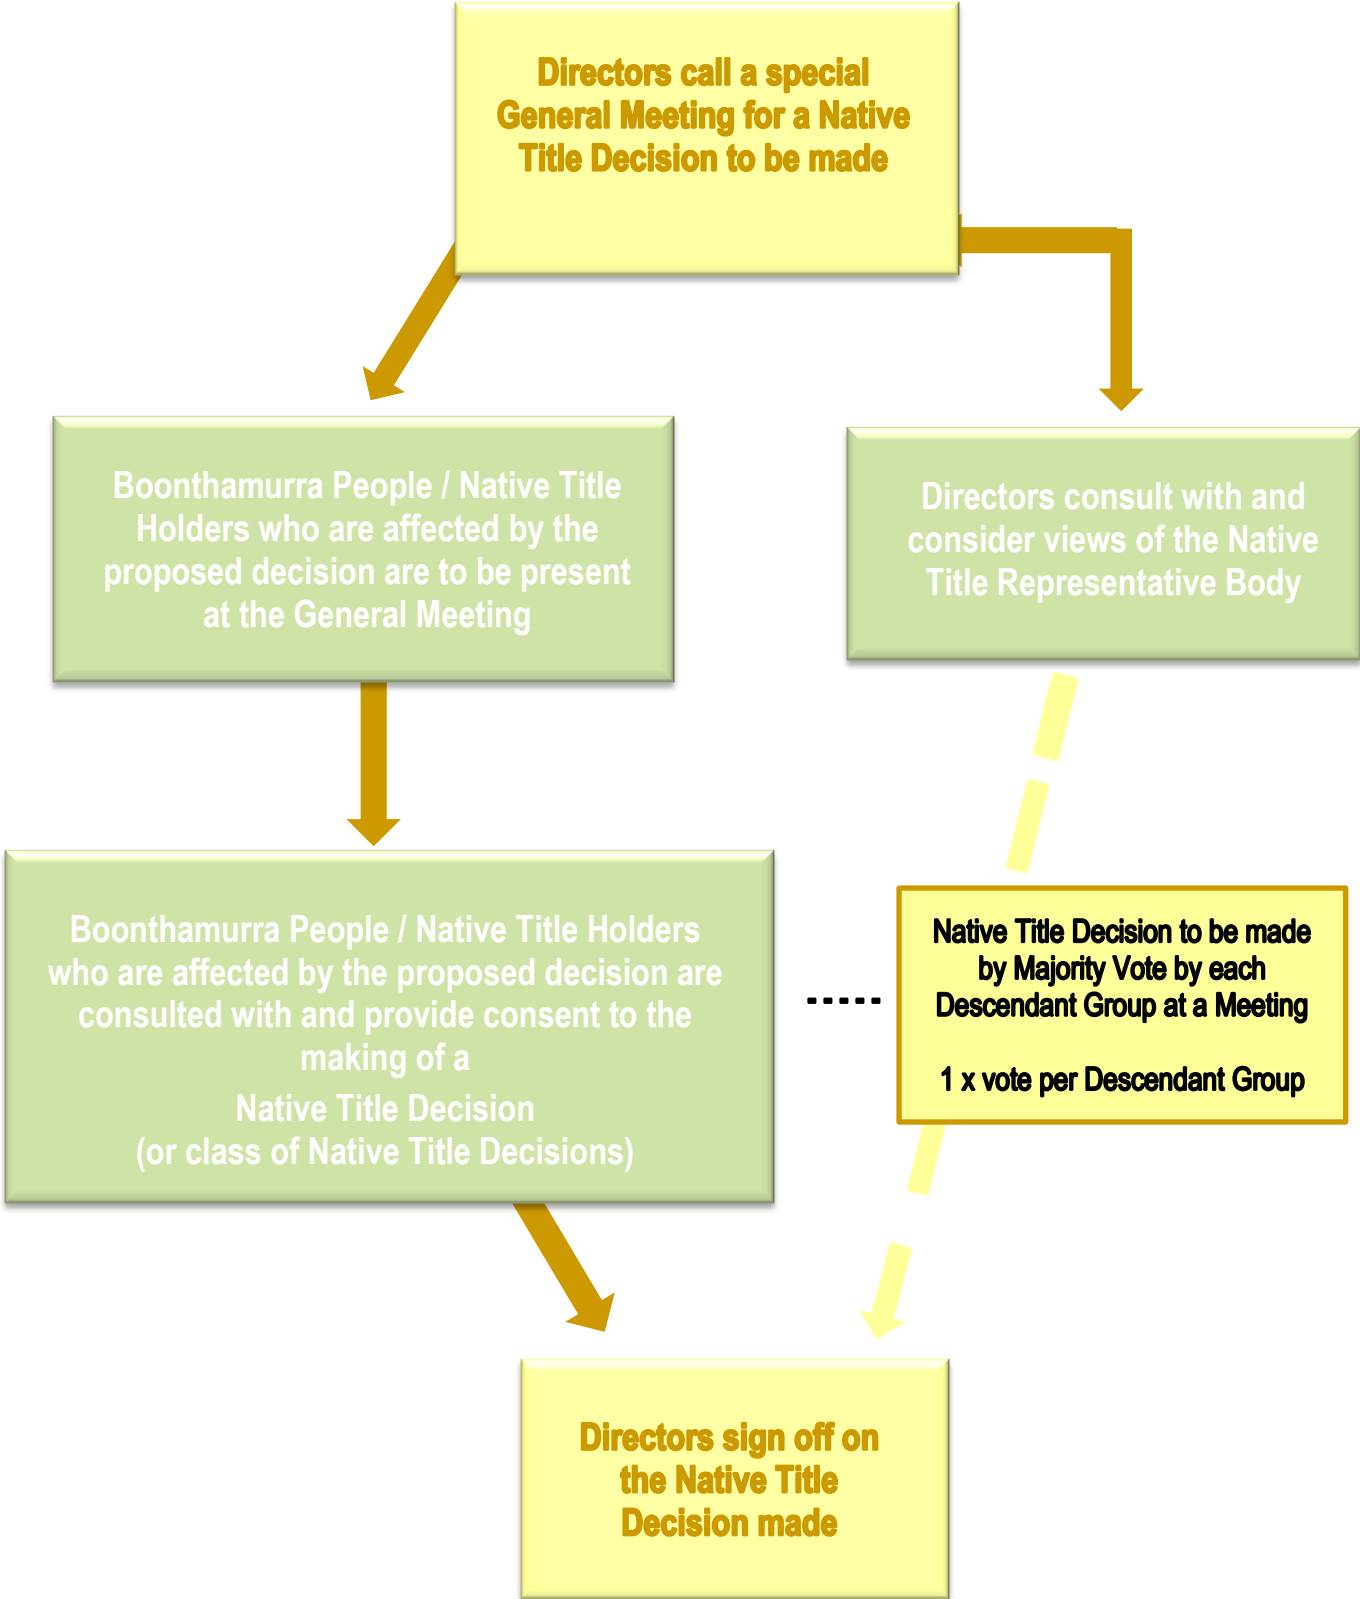 Directors call a special
General Meeting for a Native
Title Decision to be made
Boonthamurra People / Native Title
Holders who are affected by the
proposed decision are to be present
at the General Meeting
Directors consult with and
consider views of the Native
Title Representative Body
Boonthamurra People / Native Title Holders
who are affected by the proposed decision are
consulted with and provide consent to the
making of a
Native Title Decision
(or class of Native Title Decisions)
Native Title Decision to be made
by Majority Vote by each
Descendant Group at a Meeting
1 x vote per Descendant Group
Directors sign off on
the Native Title
Decision made